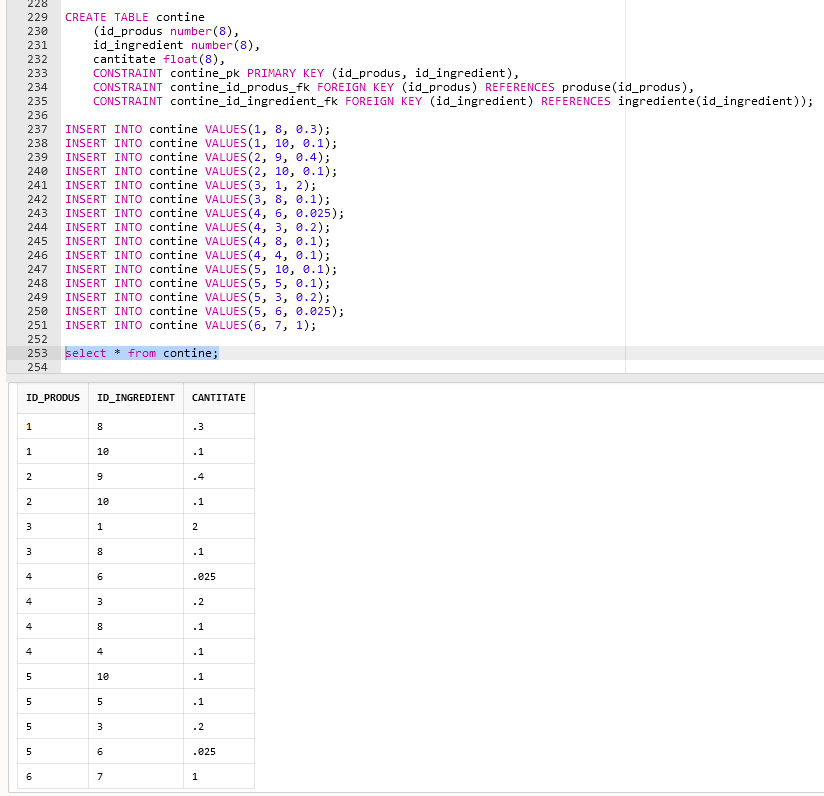 228
229 CREATE TABLE contine
230 (id_produs number(8),
231 id_ingredient number(8),
232 cantitate float(8),
233 CONSTRAINT contine_pk PRIMARY KEY (id_produs, id_ingredient),
234 CONSTRAINT contine_id_produs_fk FOREIGN KEY (id_produs) REFERENCES produse(id_produs),
235 CONSTRAINT contine_id_ingredient_fk FOREIGN KEY (id_ingredient) REFERENCES ingrediente(id_ingredient));
236
237 INSERT INTO contine VALUES(1, 8, 0.3);
238 INSERT INTO contine VALUES(1, 10, 0.1);
239 INSERT INTO contine VALUES(2, 9, 0.4);
240 INSERT INTO contine VALUES(2, 10, 0.1);
241 INSERT INTO contine VALUES(3, 1, 2);
242 INSERT INTO contine VALUES(3, 8, 0.1);
243 INSERT INTO contine VALUES(4, 6, 0.025);
244 INSERT INTO contine VALUES(4, 3, 0.2);
245 INSERT INTO contine VALUES(4, 8, 0.1);
246 INSERT INTO contine VALUES(4, 4, 0.1);
247 INSERT INTO contine VALUES(5, 10, 0.1);
248 INSERT INTO contine VALUES(5, 5, 0.1);
249 INSERT INTO contine VALUES(5, 3, 0.2);
250 INSERT INTO contine VALUES(5, 6, 0.025);
251 INSERT INTO contine VALUES(6, 7, 1);
252
253 select * from contine;
254
ID_PRODUS ID_INGREDIENT CANTITATE
1 8 .3
1 10 .1
2 9 .4
2 10 .1
3 1 2
3 8 .1
4 6 .025
4 3 .2
4 8 .1
4 4 .1
5 10 .1
5 5 .1
5 3 .2
5 6 .025
6 7 1